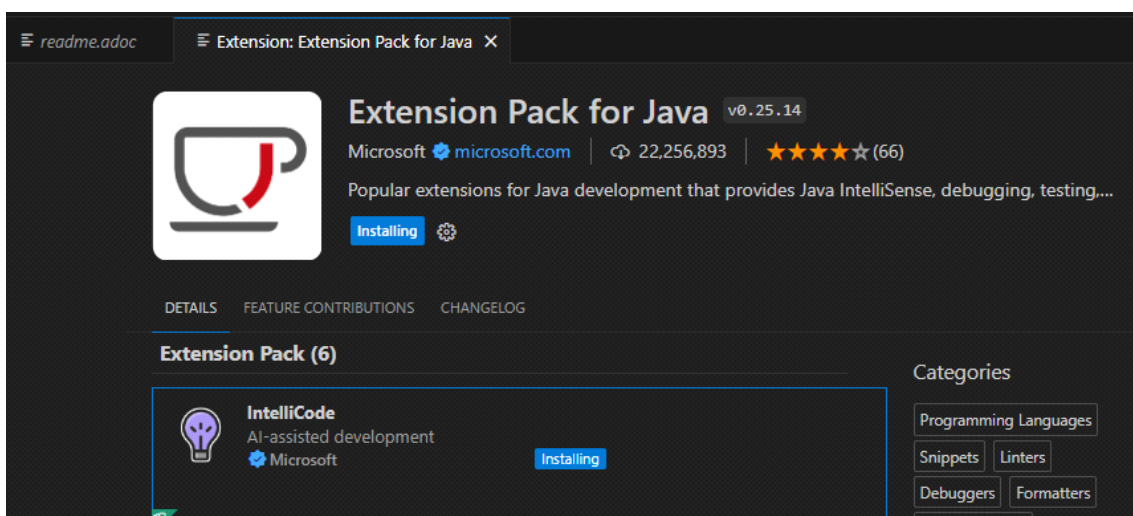 readme.adoc
Extension: Extension Pack for Java
Extension Pack for Java v0.25.14
Microsoft microsoft.com 22,256,893 (66)
Popular extensions for Java development that provides Java IntelliSense, debugging, testing,...
Installing
DETAILS FEATURE CONTRIBUTIONS CHANGELOG
Extension Pack (6)
IntelliCode
AI-assisted development
Microsoft
Installing
Categories
Programming Languages
Snippets Linters
Debuggers Formatters